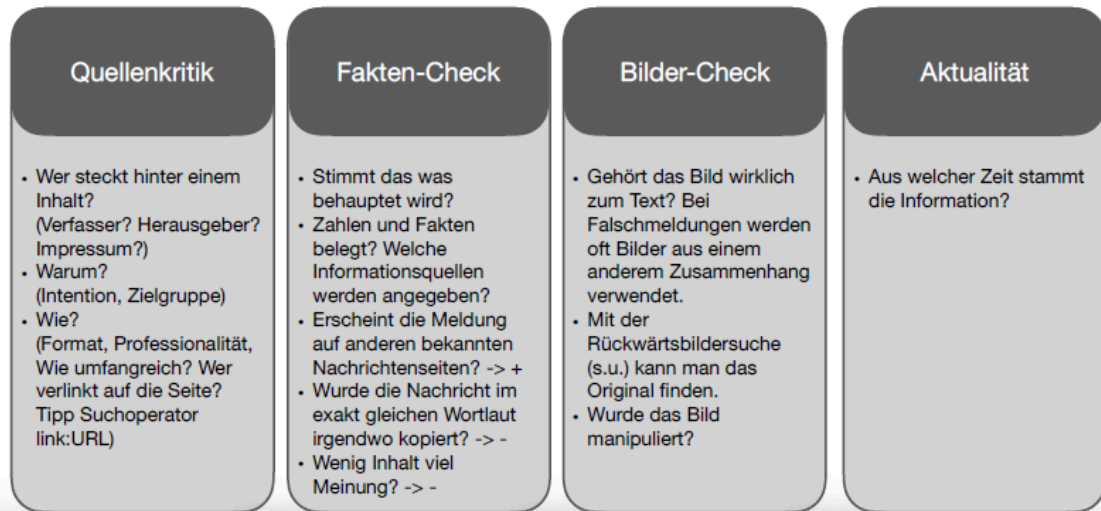 Quellenkritik
• Wer steckt hinter einem
Inhalt?
(Verfasser? Herausgeber?
Impressum?)
• Warum?
(Intention, Zielgruppe)
• Wie?
(Format, Professionalität,
Wie umfangreich? Wer
verlinkt auf die Seite?
Tipp Suchoperator
link:URL)
Fakten-Check
• Stimmt das was
behauptet wird?
• Zahlen und Fakten
belegt? Welche
Informationsquellen
werden angegeben?
• Erscheint die Meldung
auf anderen bekannten
Nachrichtenseiten? -> +
• Wurde die Nachricht im
exakt gleichen Wortlaut
irgendwo kopiert? -> -
• Wenig Inhalt viel
Meinung? -> -
Bilder-Check
• Gehört das Bild wirklich
zum Text? Bei
Falschmeldungen werden
oft Bilder aus einem
anderem Zusammenhang
verwendet.
• Mit der
Rückwärtsbildersuche
(s.u.) kann man das
Original finden.
• Wurde das Bild
manipuliert?
Aktualität
• Aus welcher Zeit stammt
die Information?